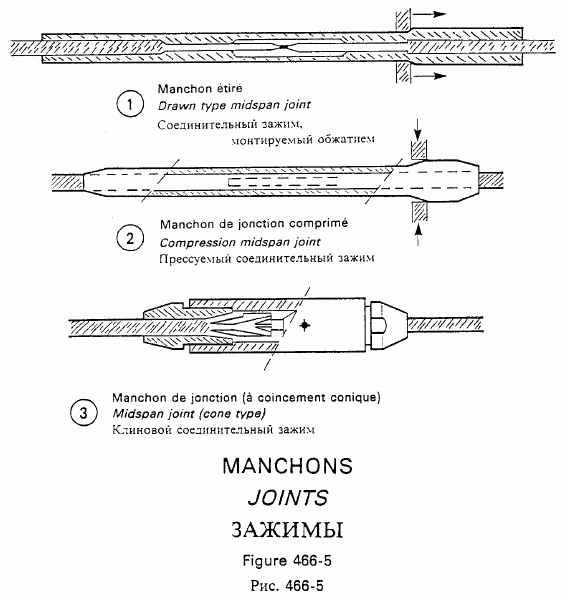 1
Manchon étiré
Drawn type midspan joint
Соединительный зажим,
монтируемый обжатием
2
Manchon de jonction comprimé
Compression midspan joint
Прессуемый соединительный зажим
3
Manchon de jonction (à coincement conique)
Midspan joint (cone type)
Клиновой соединительный зажим
MANCHONS
JOINTS
ЗАЖИМЫ
Figure 466-5
Рис. 466-5